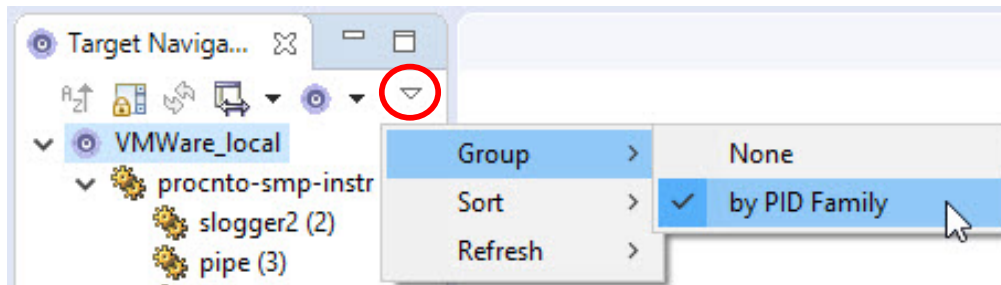 Target Naviga...
VMWare_local
procnto-smp-instr
slogger2 (2)
pipe (3)
Group
Sort
Refresh
None
by PID Family